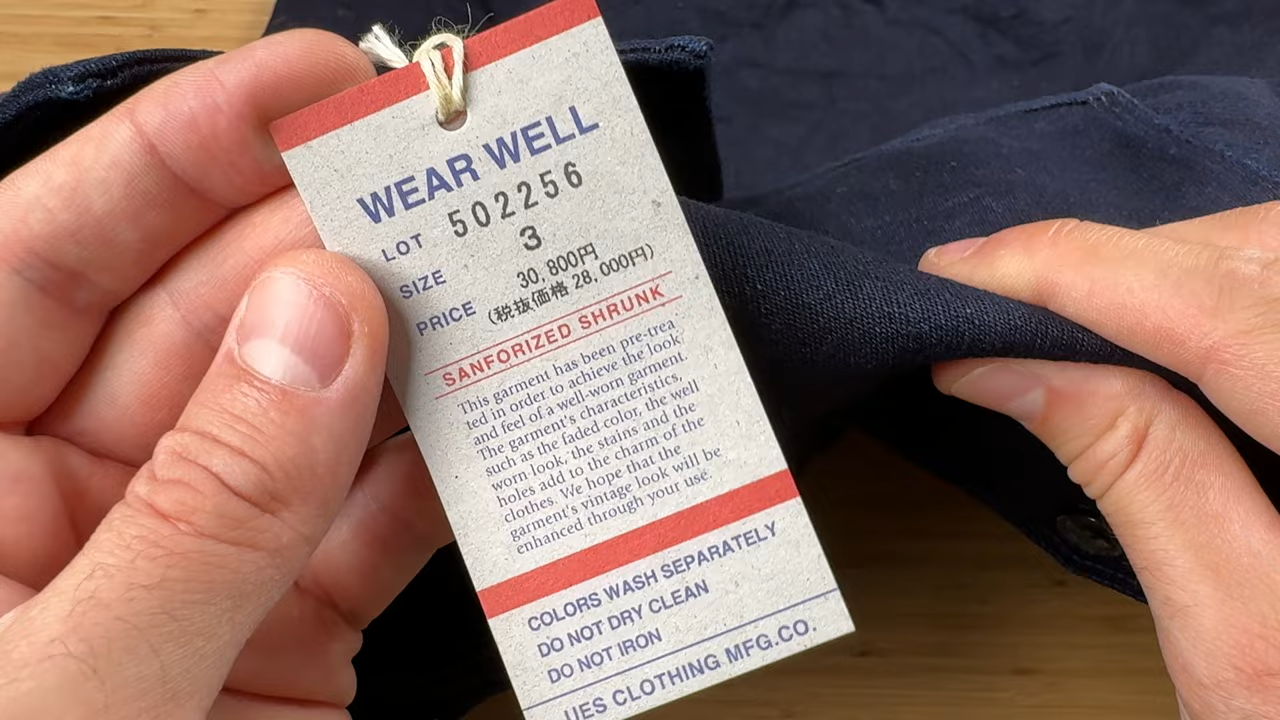 WEAR WELL
LOT 502256
SIZE 3
PRICE 30,800円
(税抜価格 28,000円)
SANFORIZED SHRUNK
This garment has been pre-trea
ted in order to achieve the look
and feel of a well-worn garment.
The garment's characteristics,
such as the faded color, the well
worn look, the stains and the
holes add to the charm of the
clothes. We hope that the
garment's vintage look will be
enhanced through your use.
COLORS WASH SEPARATELY
DO NOT DRY CLEAN
DO NOT IRON
UES CLOTHING MFG.CO.